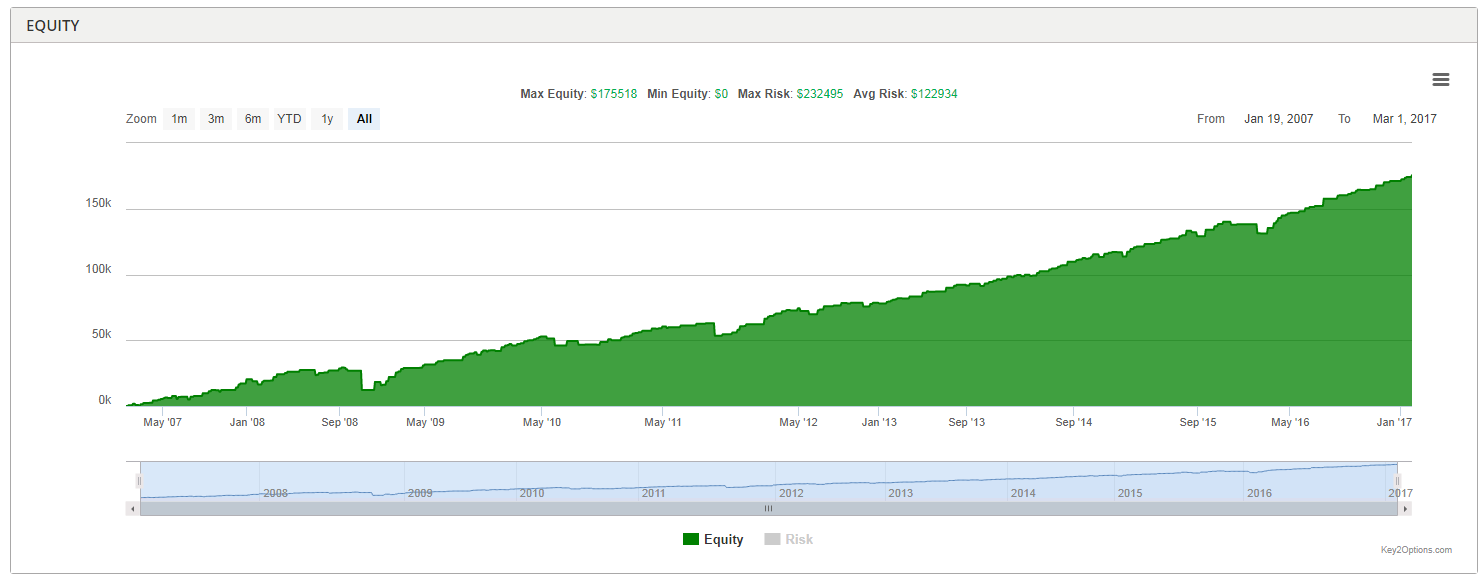 EQUITY
Max Equity: $175518 Min Equity: $0 Max Risk: $232495 Avg Risk: $122934
Zoom 1m 3m 6m YTD 1y All From Jan 19, 2007 To Mar 1, 2017
150k
100k
50k
0k
May '07 Jan '08 Sep '08 May '09 May '10 May '11 May '12 Jan '13 Sep '13 Sep '14 Sep '15 May '16 Jan '17
2008 2009 2010 2011 2012 2013 2014 2015 2016 2017
Equity Risk
Key2Options.com